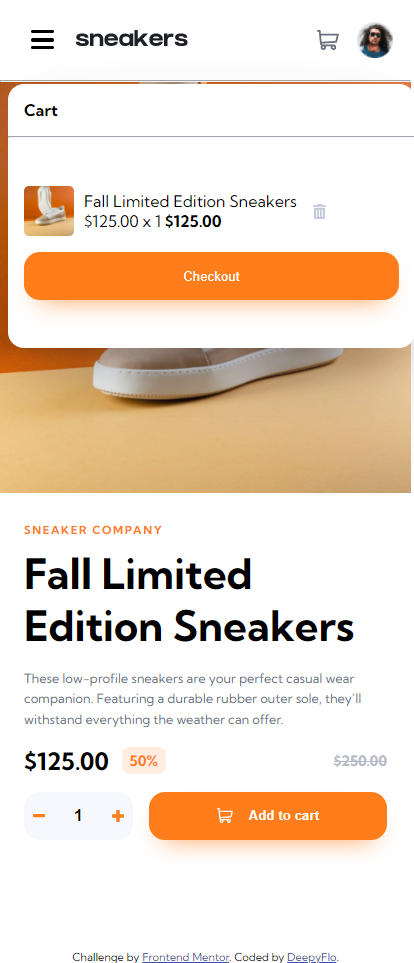 sneakers
Cart
Fall Limited Edition Sneakers
$125.00 x 1 $125.00
Checkout
SNEAKER COMPANY
Fall Limited
Edition Sneakers
These low-profile sneakers are your perfect casual wear
companion. Featuring a durable rubber outer sole, they'll
withstand everything the weather can offer.
$125.00 50% $250.00
1 Add to cart
Challenge by Frontend Mentor. Coded by DeepyFlo.